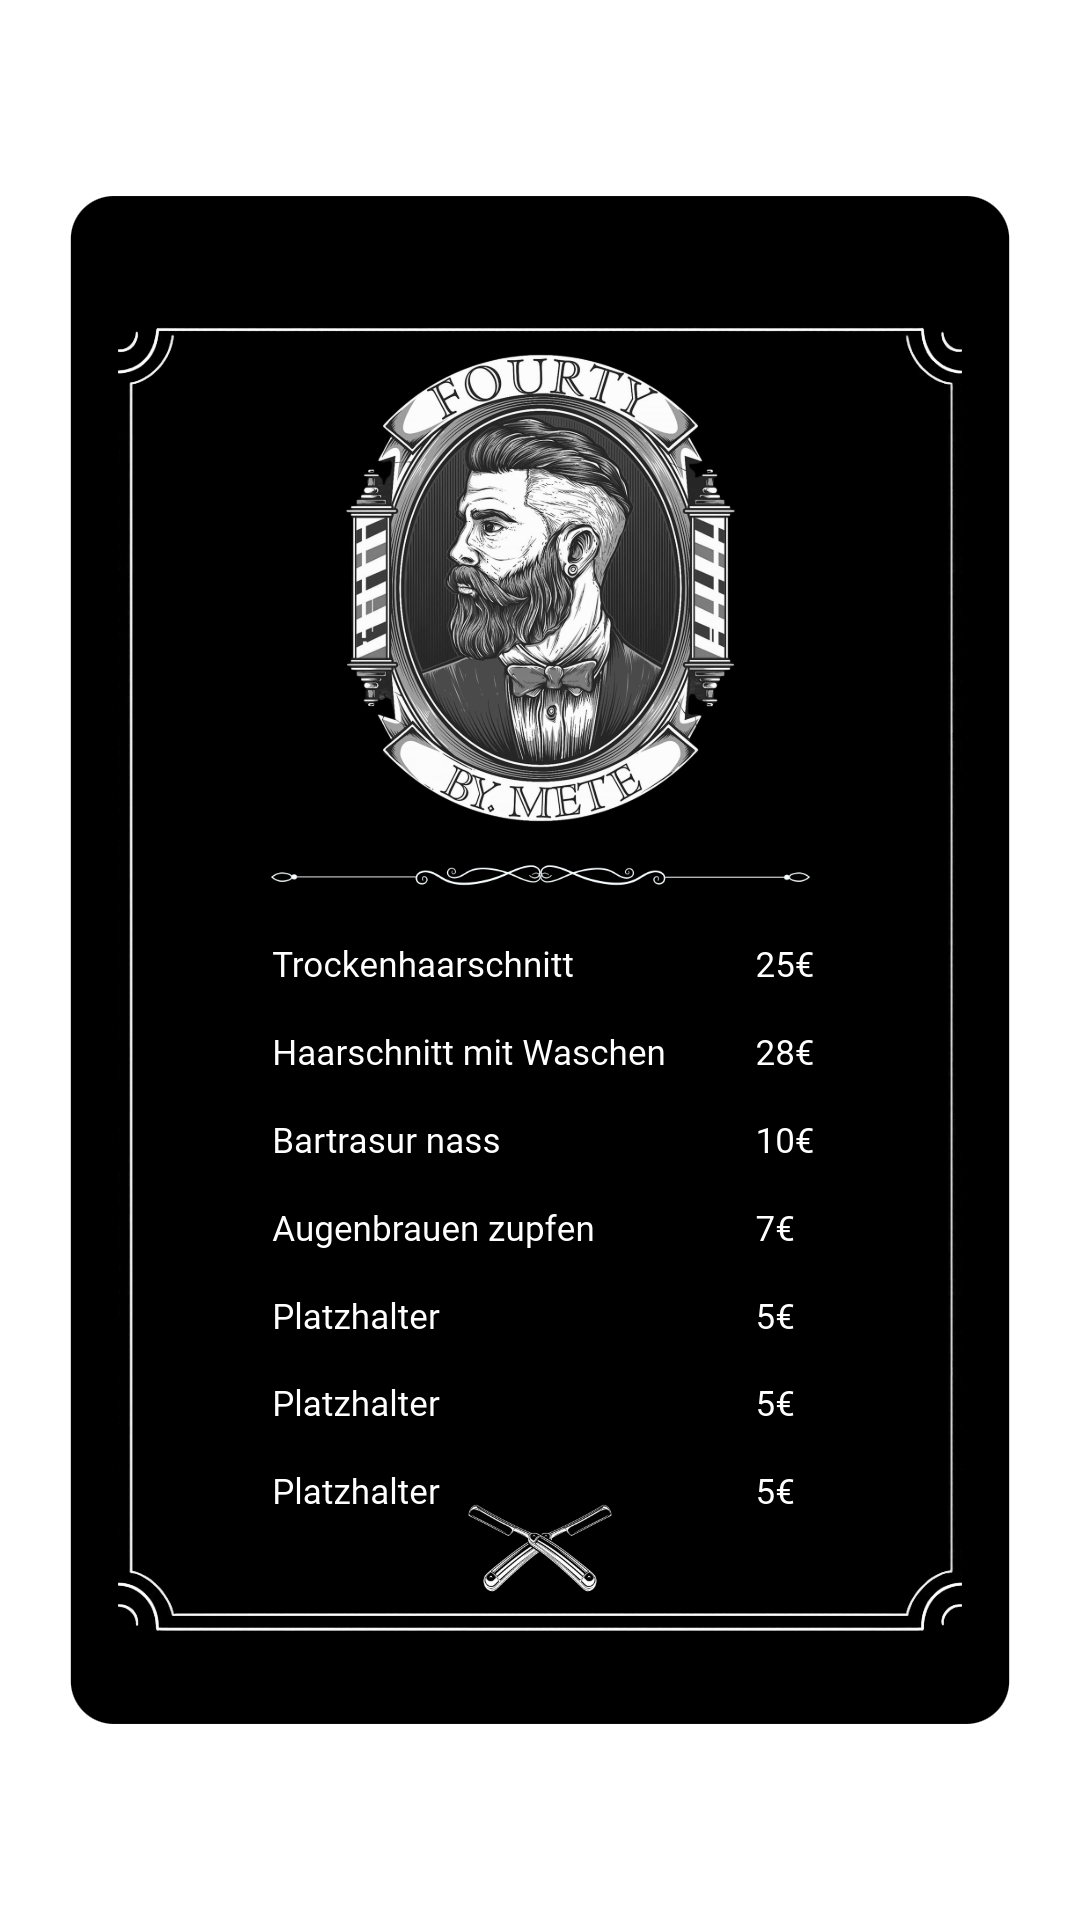 FOURTY
BY. METE
Trockenhaarschnitt 25€
Haarschnitt mit Waschen 28€
Bartrasur nass 10€
Augenbrauen zupfen 7€
Platzhalter 5€
Platzhalter 5€
Platzhalter 5€